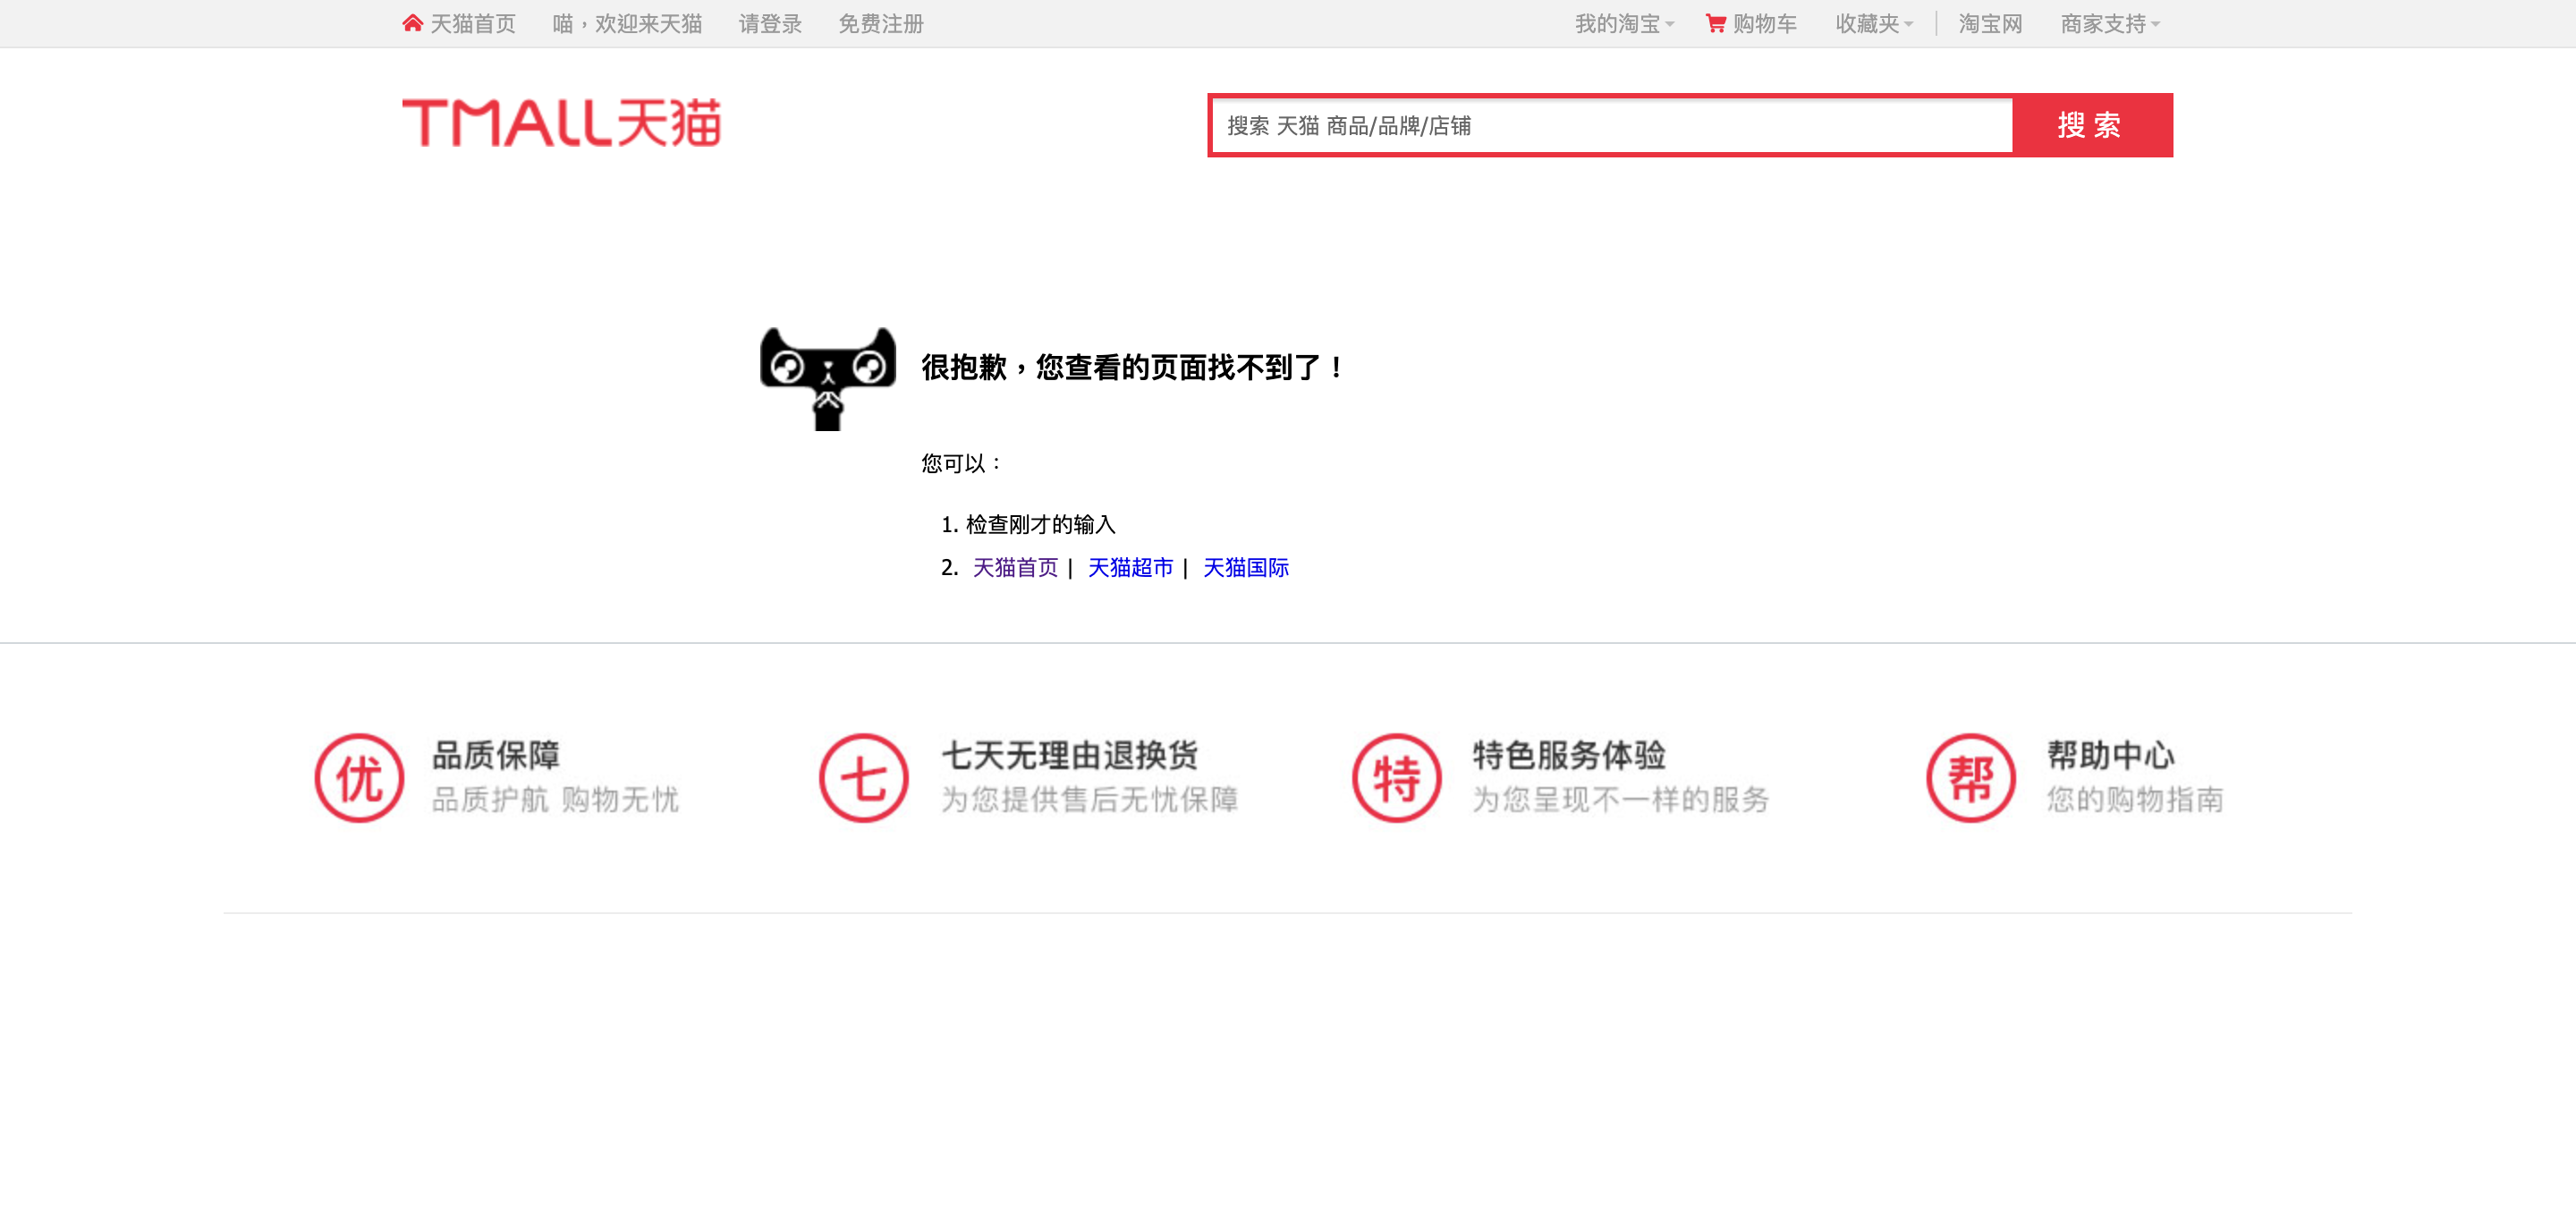 天猫首页 喵，欢迎来天猫 请登录 免费注册 我的淘宝 购物车 收藏夹 淘宝网 商家支持
TMALL天猫
搜索 天猫 商品/品牌/店铺
搜 索
很抱歉，您查看的页面找不到了！
您可以：
1. 检查刚才的输入
2. 天猫首页 | 天猫超市 | 天猫国际
优
品质保障
品质护航 购物无忧
七
七天无理由退换货
为您提供售后无忧保障
特
特色服务体验
为您呈现不一样的服务
帮
帮助中心
您的购物指南